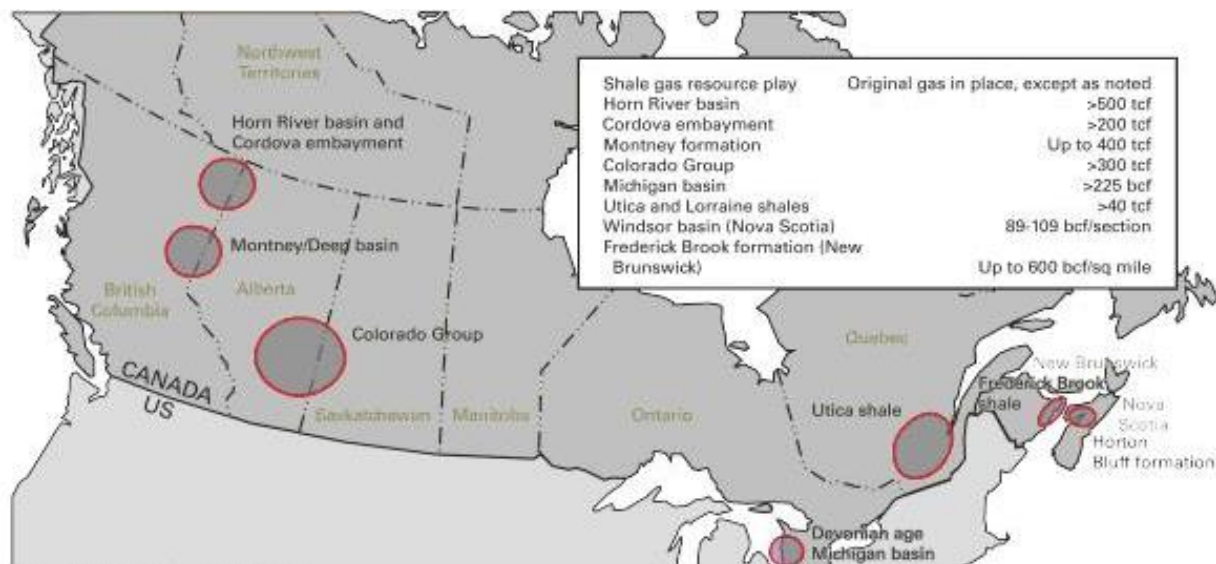 Northwest
Territories
Shale gas resource play Original gas in place, except as noted
Horn River basin >500 tcf
Cordova embayment >200 tcf
Montney formation Up to 400 tcf
Colorado Group >300 tcf
Michigan basin >225 bcf
Utica and Lorraine shales >40 tcf
Windsor basin (Nova Scotia) 89-109 bcf/section
Frederick Brook formation (New
Brunswick) Up to 600 bcf/sq mile
Horn River basin and
Cordova embayment
Montney/Deep basin
British
Columbia
Alberta
Colorado Group
CANADA
US
Saskatchewan
Manitoba
Ontario
Quebec
Utica shale
New Brunswick
Frederick Brook
shale
Nova
Scotia
Horton
Bluff formation
Devonian age
Michigan basin